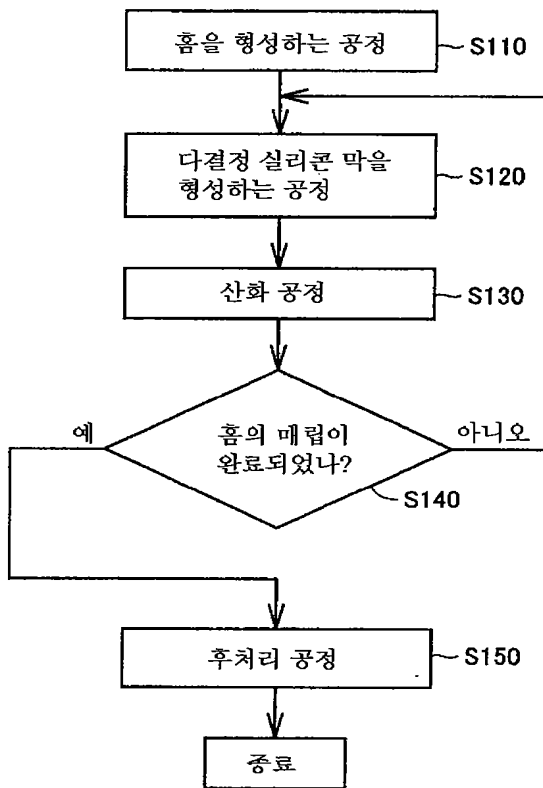 홈을 형성하는 공정
S110
다결정 실리콘 막을
형성하는 공정
S120
산화 공정
S130
예
홈의 매립이
완료되었나?
아니오
S140
후처리 공정
S150
종료